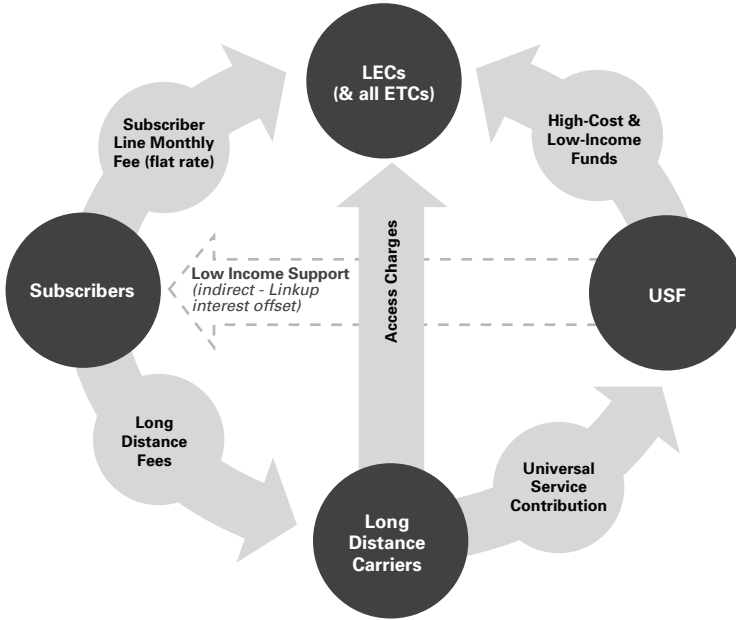 LECs
(& all ETCs)
Subscriber
Line Monthly
Fee (flat rate)
High-Cost &
Low-Income
Funds
Access Charges
Low Income Support
(indirect - Linkup
interest offset)
Subscribers
USF
Long
Distance
Fees
Universal
Service
Contribution
Long
Distance
Carriers